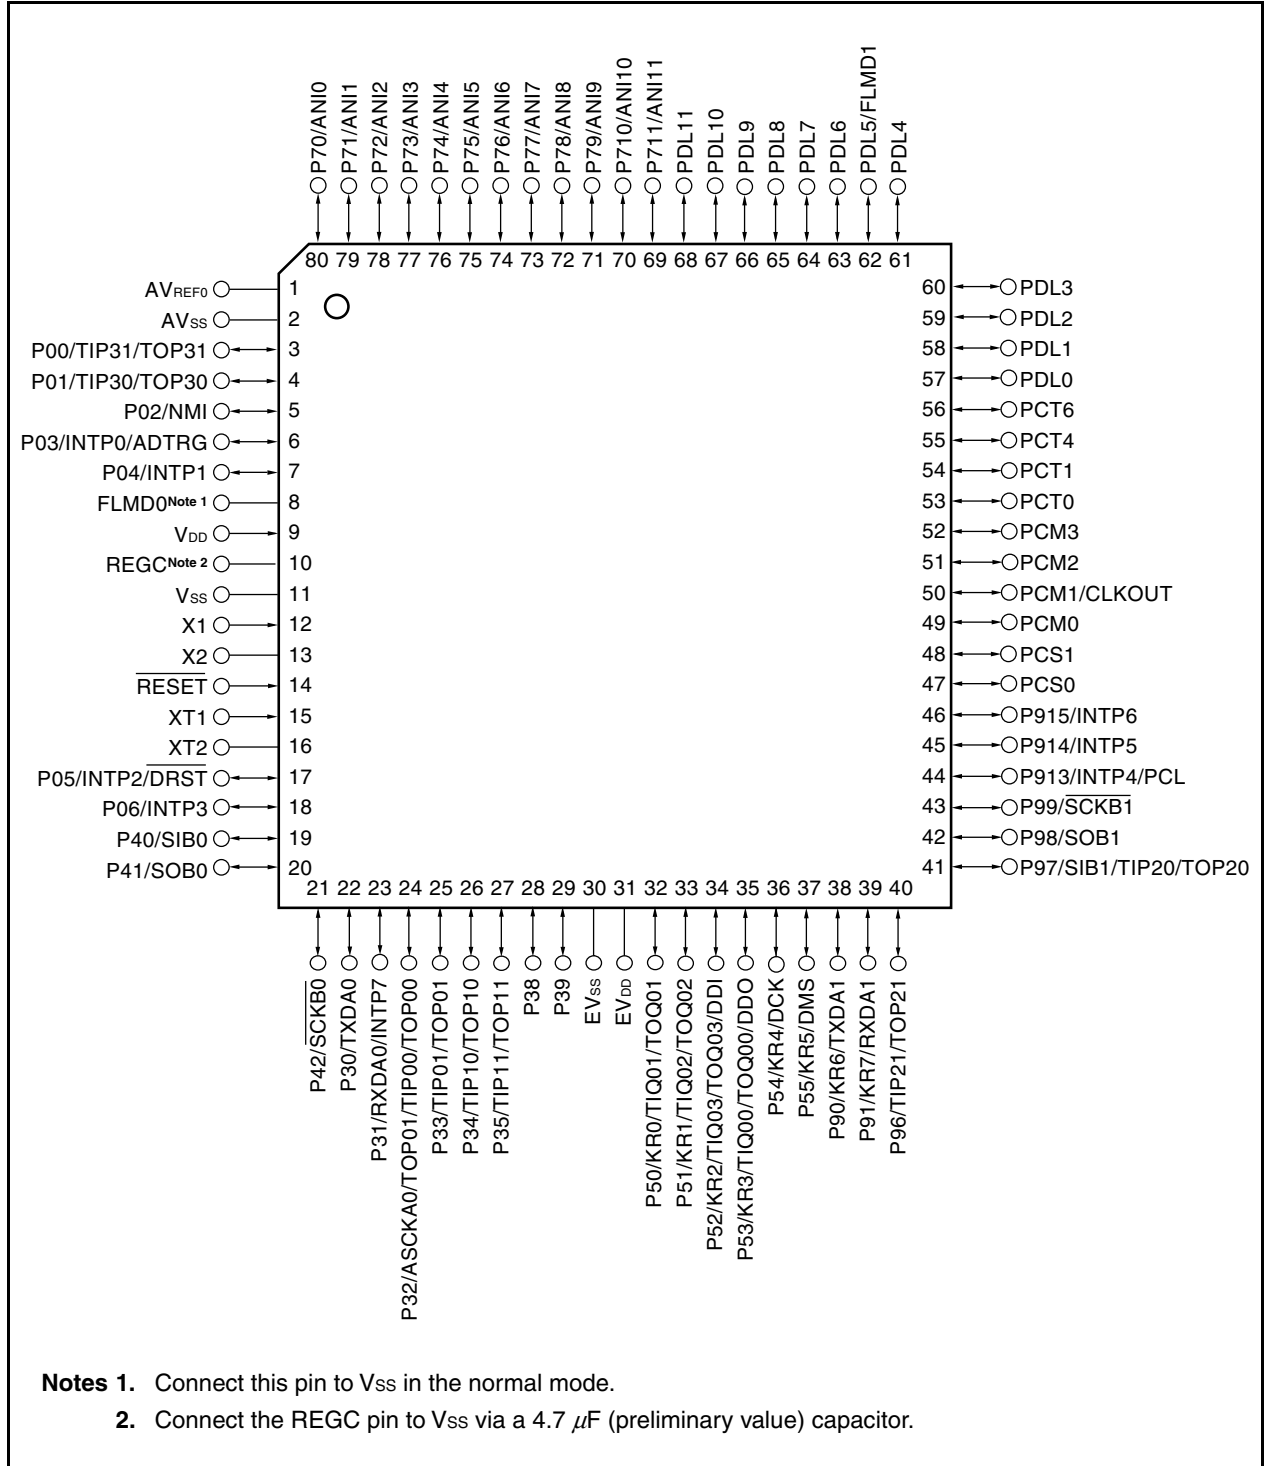 P70/ANI0
P71/ANI1
P72/ANI2
P73/ANI3
P74/ANI4
P75/ANI5
P76/ANI6
P77/ANI7
P78/ANI8
P79/ANI9
P710/ANI10
P711/ANI11
PDL11
PDL10
PDL9
PDL8
PDL7
PDL6
PDL5/FLMD1
PDL4
80 79 78 77 76 75 74 73 72 71 70 69 68 67 66 65 64 63 62 61
AVREF0 1
AVSS 2
P00/TIP31/TOP31 3
P01/TIP30/TOP30 4
P02/NMI 5
P03/INTP0/ADTRG 6
P04/INTP1 7
FLMD0Note 1 8
VDD 9
REGCNote 2 10
VSS 11
X1 12
X2 13
RESET 14
XT1 15
XT2 16
P05/INTP2/DRST 17
P06/INTP3 18
P40/SIB0 19
P41/SOB0 20
60 PDL3
59 PDL2
58 PDL1
57 PDL0
56 PCT6
55 PCT4
54 PCT1
53 PCT0
52 PCM3
51 PCM2
50 PCM1/CLKOUT
49 PCM0
48 PCS1
47 PCS0
46 P915/INTP6
45 P914/INTP5
44 P913/INTP4/PCL
43 P99/SCKB1
42 P98/SOB1
41 P97/SIB1/TIP20/TOP20
21 22 23 24 25 26 27 28 29 30 31 32 33 34 35 36 37 38 39 40
P42/SCKB0
P30/TXDA0
P31/RXDA0/INTP7
P32/ASCKA0/TOP01/TIP00/TOP00
P33/TIP01/TOP01
P34/TIP10/TOP10
P35/TIP11/TOP11
P38
P39
EVSS
EVDD
P50/KR0/TIQ01/TOQ01
P51/KR1/TIQ02/TOQ02
P52/KR2/TIQ03/TOQ03/DDI
P53/KR3/TIQ00/TOQ00/DDO
P54/KR4/DCK
P55/KR5/DMS
P90/KR6/TXDA1
P91/KR7/RXDA1
P96/TIP21/TOP21
Notes 1. Connect this pin to VSS in the normal mode.
2. Connect the REGC pin to VSS via a 4.7 μF (preliminary value) capacitor.